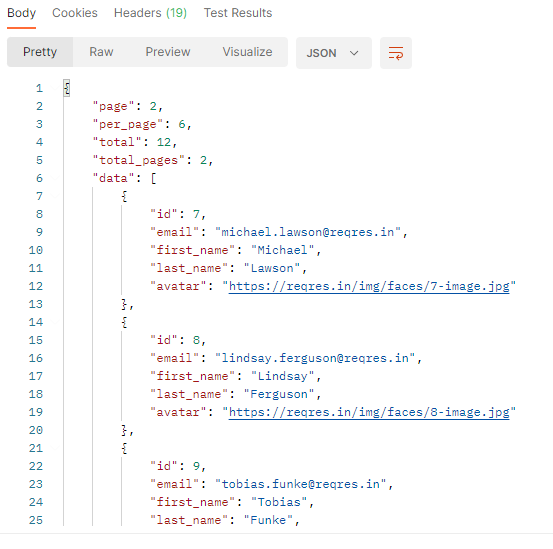 Body Cookies Headers (19) Test Results
Pretty Raw Preview Visualize JSON
1 {
2 "page": 2,
3 "per_page": 6,
4 "total": 12,
5 "total_pages": 2,
6 "data": [
7 {
8 "id": 7,
9 "email": "michael.lawson@reqres.in",
10 "first_name": "Michael",
11 "last_name": "Lawson",
12 "avatar": "https://reqres.in/img/faces/7-image.jpg"
13 },
14 {
15 "id": 8,
16 "email": "lindsay.ferguson@reqres.in",
17 "first_name": "Lindsay",
18 "last_name": "Ferguson",
19 "avatar": "https://reqres.in/img/faces/8-image.jpg"
20 },
21 {
22 "id": 9,
23 "email": "tobias.funke@reqres.in",
24 "first_name": "Tobias",
25 "last_name": "Funke",